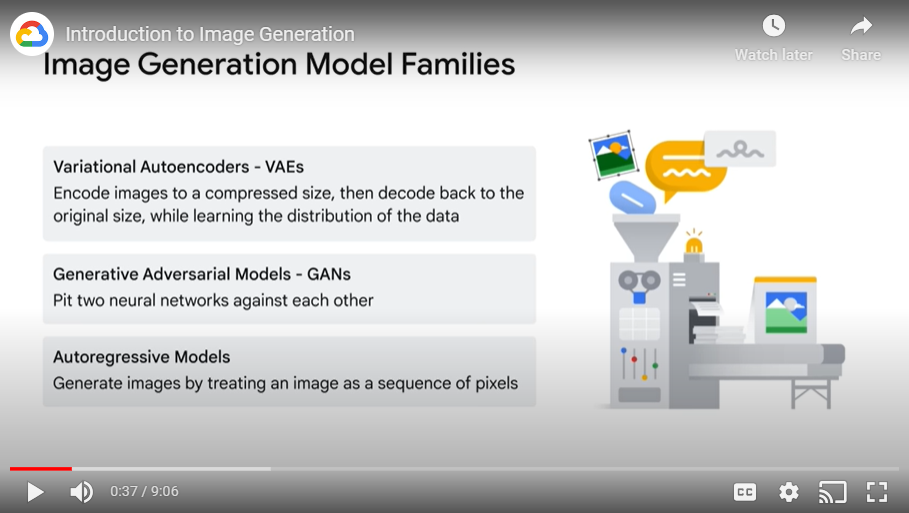 Introduction to Image Generation
Watch later
Share
Image Generation Model Families
Variational Autoencoders - VAEs
Encode images to a compressed size, then decode back to the
original size, while learning the distribution of the data
Generative Adversarial Models - GANs
Pit two neural networks against each other
Autoregressive Models
Generate images by treating an image as a sequence of pixels
0:37 / 9:06
CC